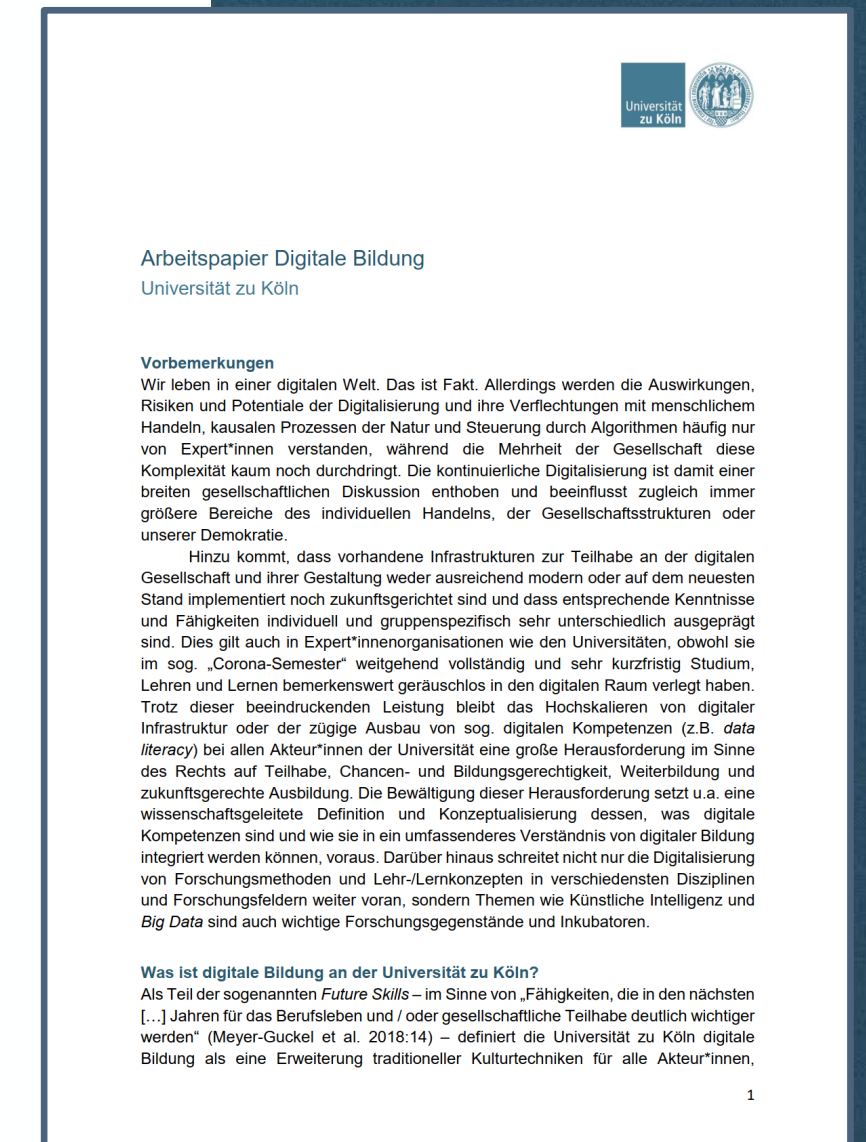 Universität
zu Köln
Arbeitspapier Digitale Bildung
Universität zu Köln
Vorbemerkungen
Wir leben in einer digitalen Welt. Das ist Fakt. Allerdings werden die Auswirkungen,
Risiken und Potentiale der Digitalisierung und ihre Verflechtungen mit menschlichem
Handeln, kausalen Prozessen der Natur und Steuerung durch Algorithmen häufig nur
von Expert*innen verstanden, während die Mehrheit der Gesellschaft diese
Komplexität kaum noch durchdringt. Die kontinuierliche Digitalisierung ist damit einer
breiten gesellschaftlichen Diskussion enthoben und beeinflusst zugleich immer
größere Bereiche des individuellen Handelns, der Gesellschaftsstrukturen oder
unserer Demokratie.
Hinzu kommt, dass vorhandene Infrastrukturen zur Teilhabe an der digitalen
Gesellschaft und ihrer Gestaltung weder ausreichend modern oder auf dem neuesten
Stand implementiert noch zukunftsgerichtet sind und dass entsprechende Kenntnisse
und Fähigkeiten individuell und gruppenspezifisch sehr unterschiedlich ausgeprägt
sind. Dies gilt auch in Expert*innenorganisationen wie den Universitäten, obwohl sie
im sog. „Corona-Semester“ weitgehend vollständig und sehr kurzfristig Studium,
Lehren und Lernen bemerkenswert geräuschlos in den digitalen Raum verlegt haben.
Trotz dieser beeindruckenden Leistung bleibt das Hochskalieren von digitaler
Infrastruktur oder der zügige Ausbau von sog. digitalen Kompetenzen (z.B. data
literacy) bei allen Akteur*innen der Universität eine große Herausforderung im Sinne
des Rechts auf Teilhabe, Chancen- und Bildungsgerechtigkeit, Weiterbildung und
zukunftsgerechte Ausbildung. Die Bewältigung dieser Herausforderung setzt u.a. eine
wissenschaftsgeleitete Definition und Konzeptualisierung dessen, was digitale
Kompetenzen sind und wie sie in ein umfassenderes Verständnis von digitaler Bildung
integriert werden können, voraus. Darüber hinaus schreitet nicht nur die Digitalisierung
von Forschungsmethoden und Lehr-/Lernkonzepten in verschiedensten Disziplinen
und Forschungsfeldern weiter voran, sondern Themen wie Künstliche Intelligenz und
Big Data sind auch wichtige Forschungsgegenstände und Inkubatoren.
Was ist digitale Bildung an der Universität zu Köln?
Als Teil der sogenannten Future Skills – im Sinne von „Fähigkeiten, die in den nächsten
[…] Jahren für das Berufsleben und / oder gesellschaftliche Teilhabe deutlich wichtiger
werden“ (Meyer-Guckel et al. 2018:14) – definiert die Universität zu Köln digitale
Bildung als eine Erweiterung traditioneller Kulturtechniken für alle Akteur*innen,
1